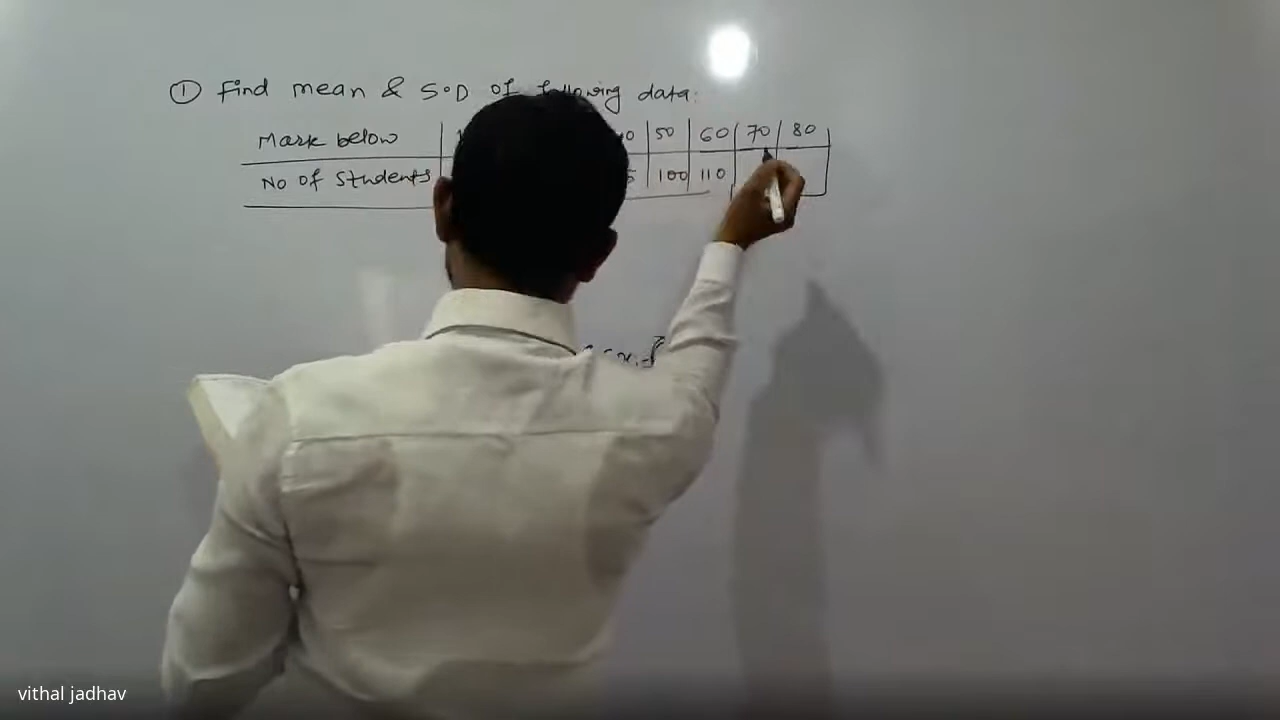 ① Find mean & S.D of following data:
Mark below 50 60 70 80
No of Students 100 110
vithal jadhav